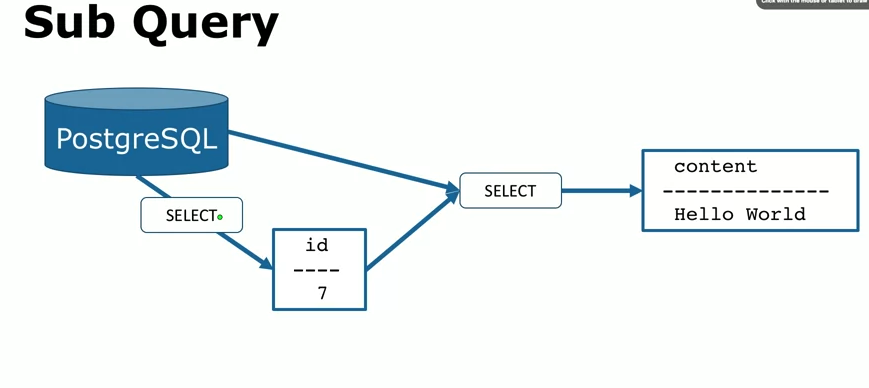 Click with the mouse or tablet to draw
Sub Query
PostgreSQL
SELECT
id
----
7
SELECT
content
--------------
Hello World